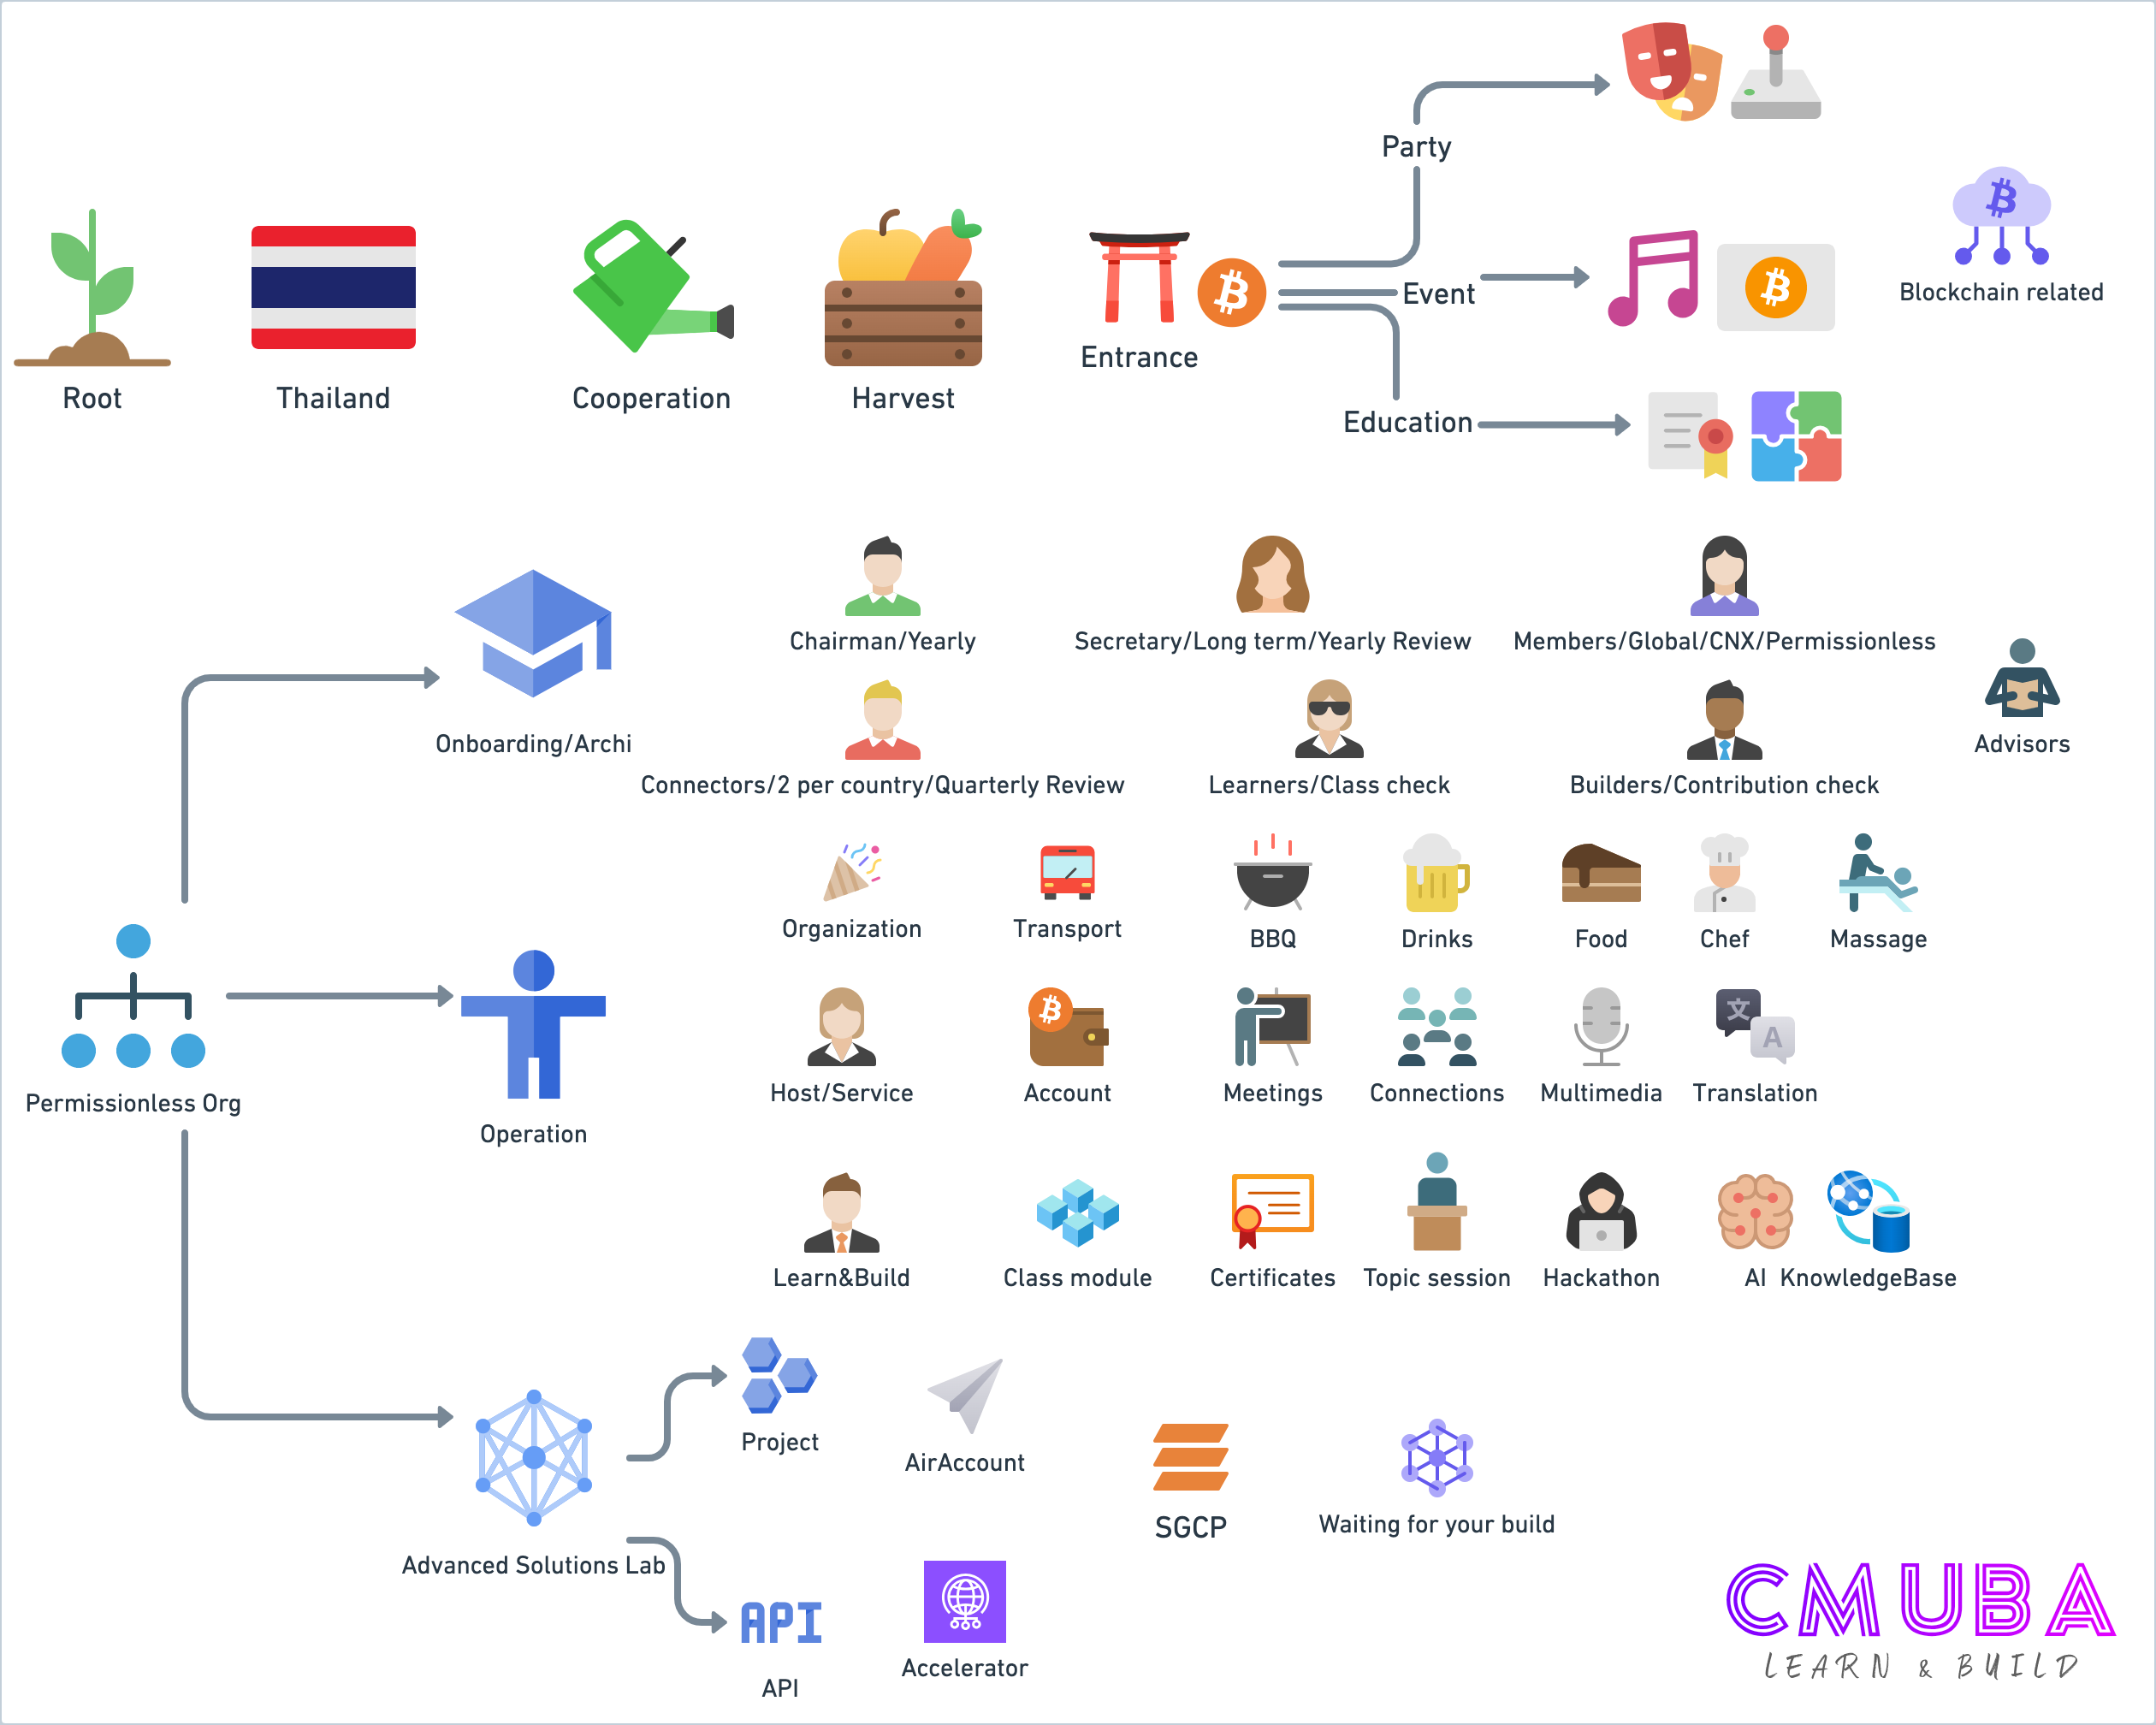 Party
Blockchain related
Event
Entrance
Root
Thailand
Cooperation
Harvest
Education
Chairman/Yearly
Secretary/Long term/Yearly Review
Members/Global/CNX/Permissionless
Onboarding/Archi
Advisors
Connectors/2 per country/Quarterly Review
Learners/Class check
Builders/Contribution check
Organization
Transport
BBQ
Drinks
Food
Chef
Massage
Permissionless Org
Operation
Host/Service
Account
Meetings
Connections
Multimedia
文
A
Translation
Learn&Build
Class module
Certificates
Topic session
Hackathon
AI KnowledgeBase
Project
AirAccount
SGCP
Waiting for your build
Advanced Solutions Lab
API
API
Accelerator
CMUBA
LEARN & BUILD